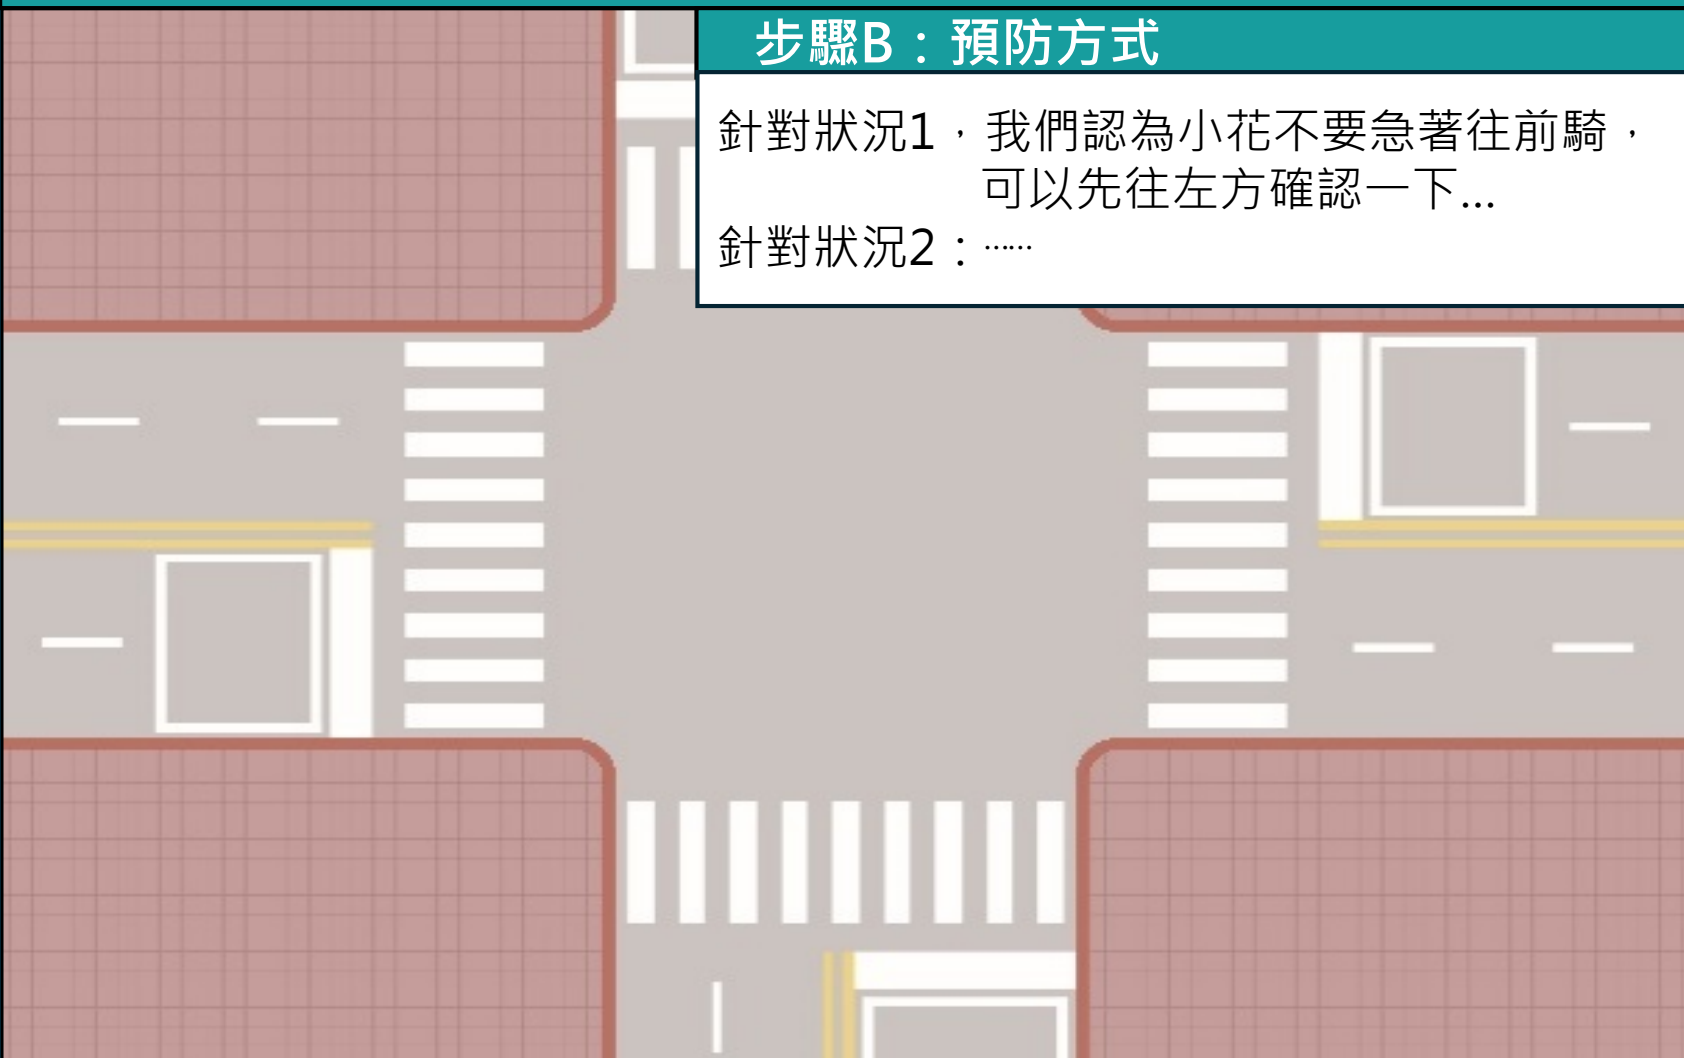 步驟B：預防方式
針對狀況1，我們認為小花不要急著往前騎，
可以先往左方確認一下...
針對狀況2：……